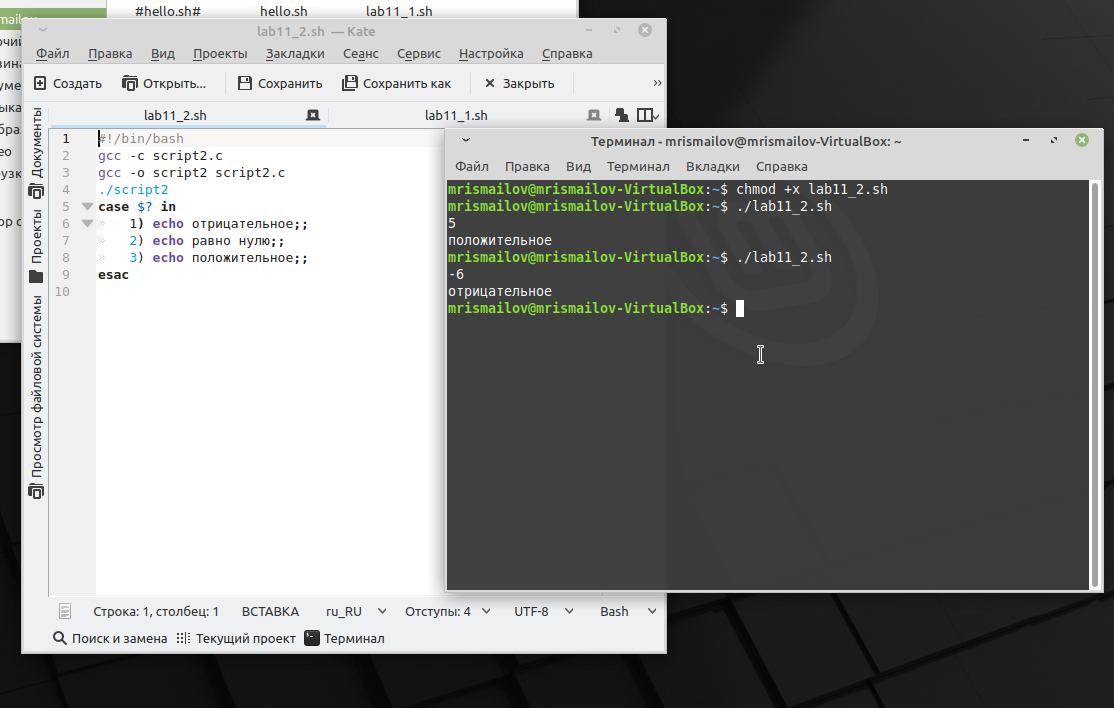 #hello.sh# hello.sh lab11_1.sh
lab11_2.sh — Kate
Файл Правка Вид Проекты Закладки Сеанс Сервис Настройка Справка
Создать Открыть... Сохранить Сохранить как Закрыть »
lab11_2.sh lab11_1.sh
Документы
Проекты
Просмотр файловой системы
1 #!/bin/bash
2 gcc -c script2.c
3 gcc -o script2 script2.c
4 ./script2
5 case $? in
6 » 1) echo отрицательное;;
7 » 2) echo равно нулю;;
8 » 3) echo положительное;;
9 esac
10
Строка: 1, столбец: 1 ВСТАВКА ru_RU Отступы: 4 UTF-8 Bash
Поиск и замена Текущий проект Терминал
Терминал - mrismailov@mrismailov-VirtualBox: ~
Файл Правка Вид Терминал Вкладки Справка
mrismailov@mrismailov-VirtualBox:~$ chmod +x lab11_2.sh
mrismailov@mrismailov-VirtualBox:~$ ./lab11_2.sh
5
положительное
mrismailov@mrismailov-VirtualBox:~$ ./lab11_2.sh
-6
отрицательное
mrismailov@mrismailov-VirtualBox:~$